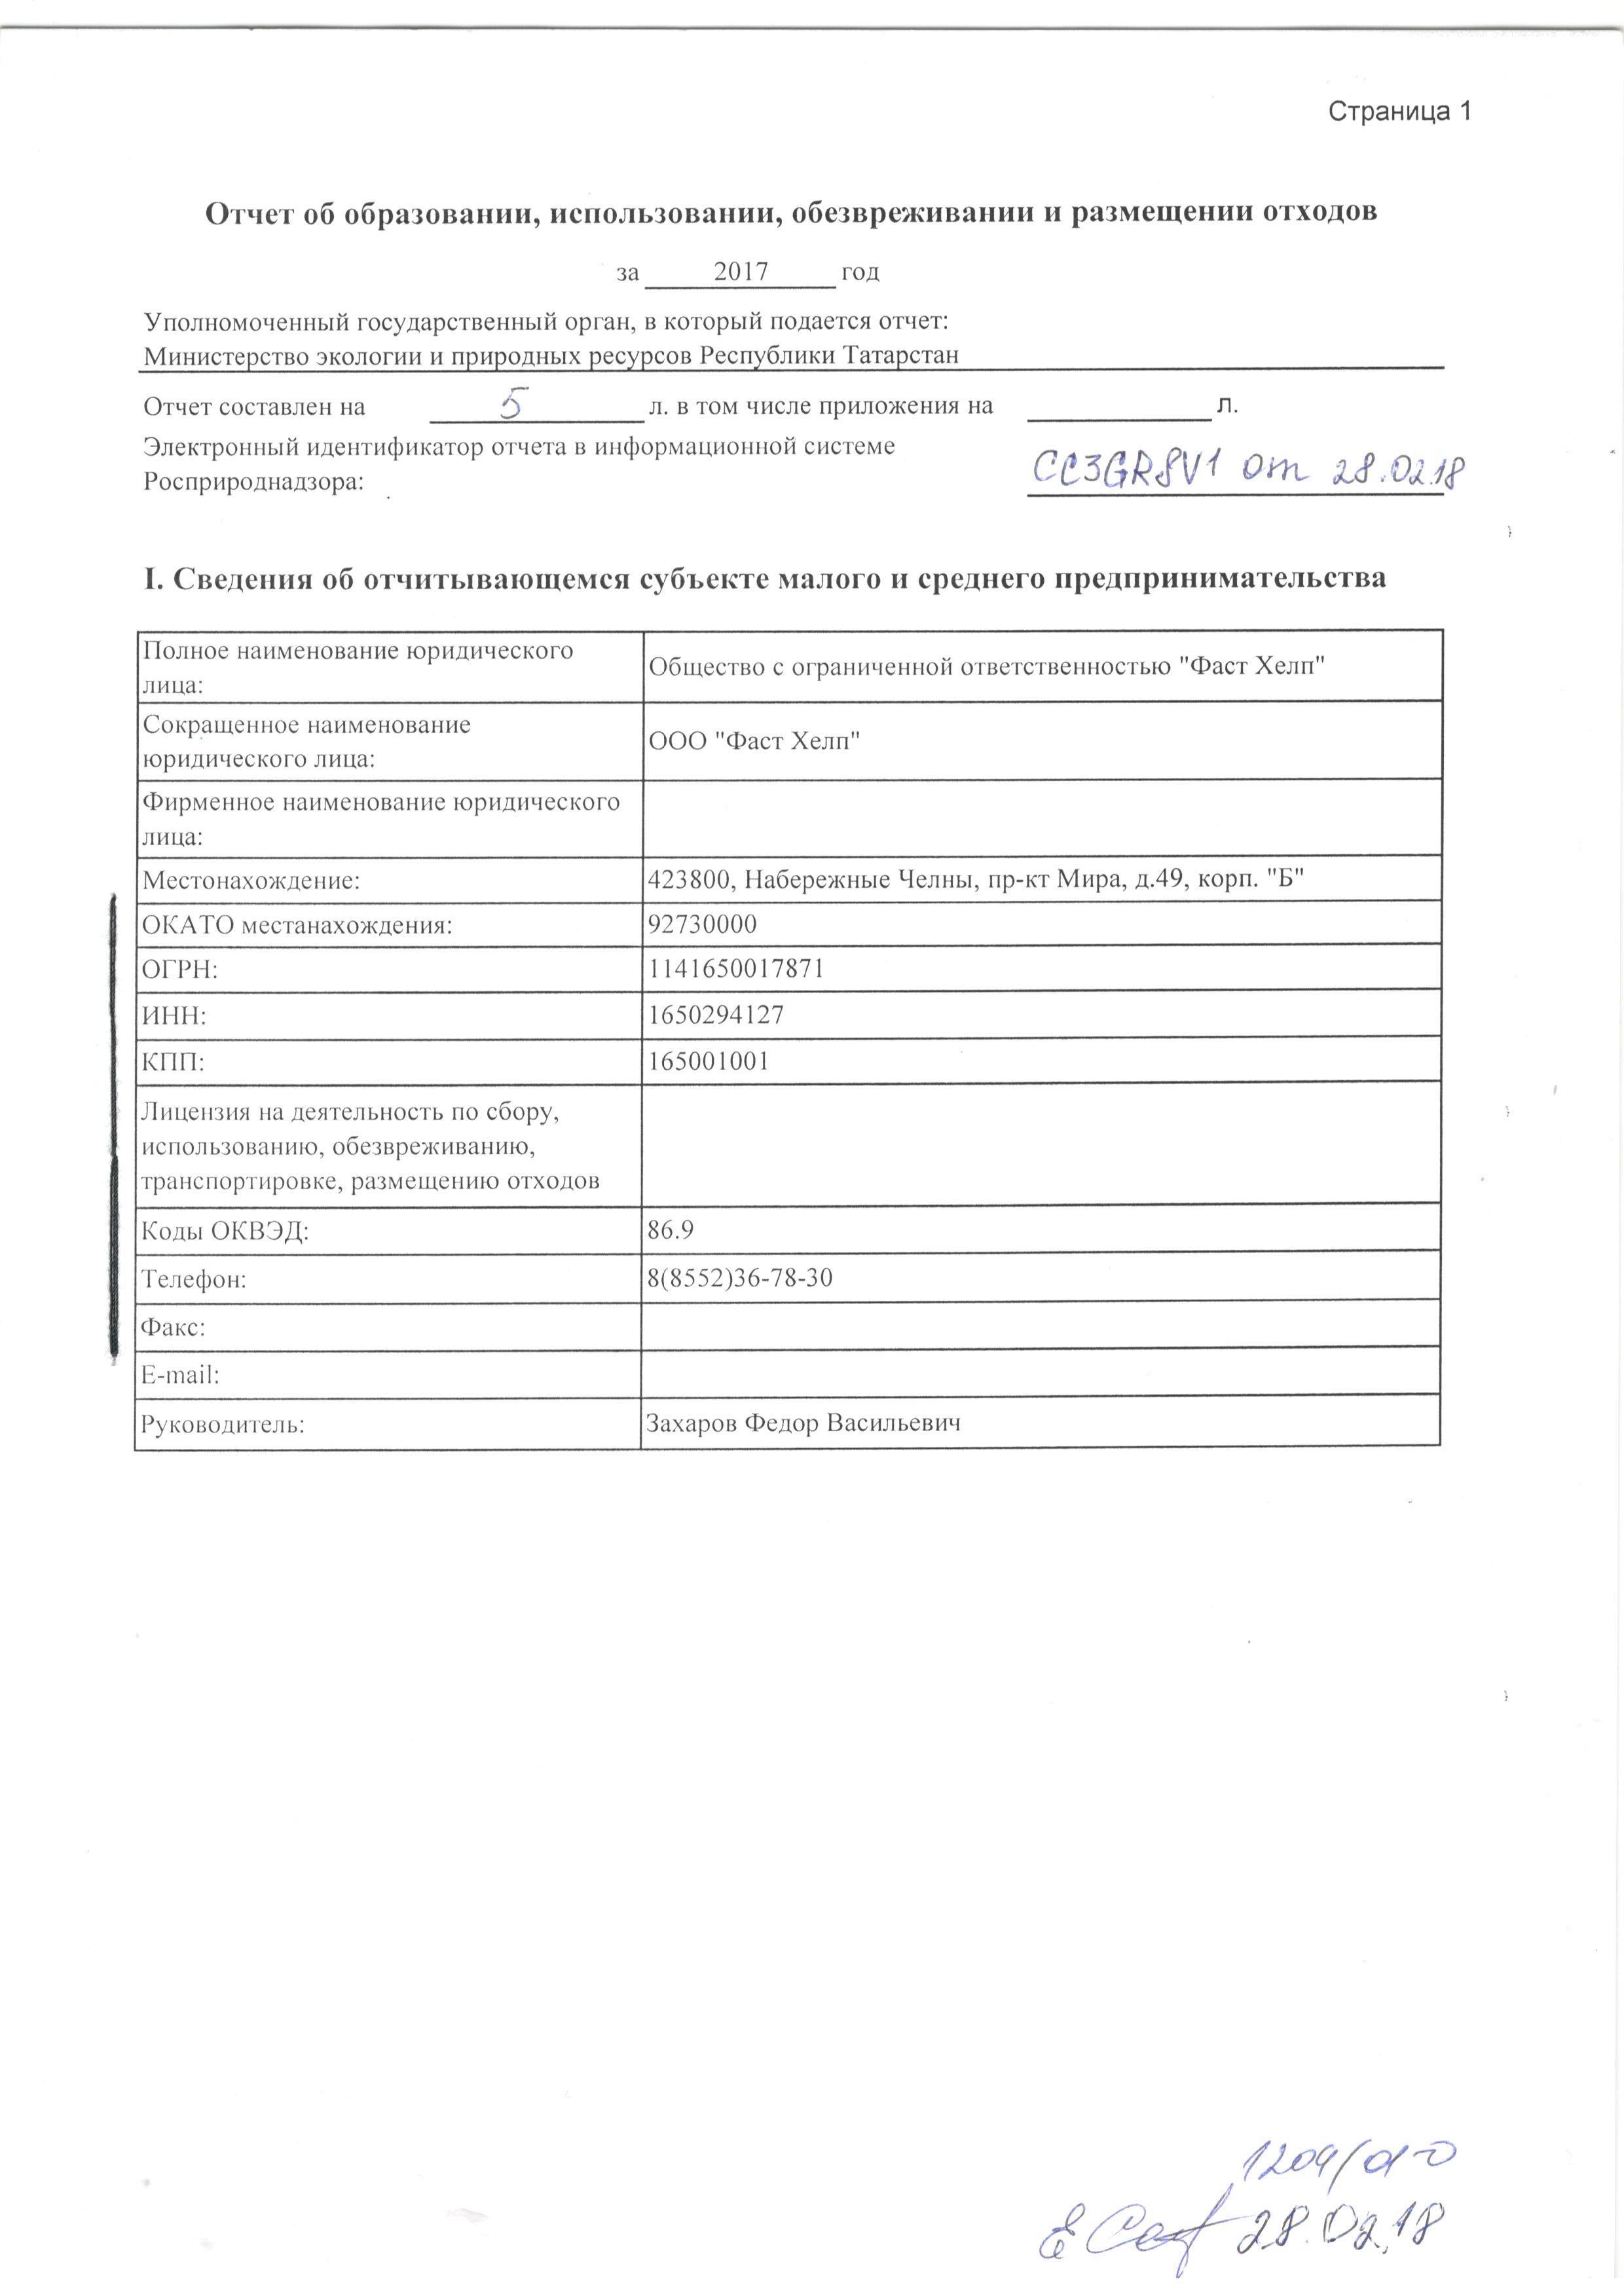 Страница 1
Отчет об образовании, использовании, обезвреживании и размещении отходов
за 2017 год
Уполномоченный государственный орган, в который подается отчет:
Министерство экологии и природных ресурсов Республики Татарстан
Отчет составлен на 5 л. в том числе приложения на л.
Электронный идентификатор отчета в информационной системе
Росприроднадзора: CC3GR8V1 от 28.02.18
I. Сведения об отчитывающемся субъекте малого и среднего предпринимательства
Полное наименование юридического
лица:
Общество с ограниченной ответственностью "Фаст Хелп"
Сокращенное наименование
юридического лица:
ООО "Фаст Хелп"
Фирменное наименование юридического
лица:
Местонахождение: 423800, Набережные Челны, пр-кт Мира, д.49, корп. "Б"
ОКАТО местанахождения: 92730000
ОГРН: 1141650017871
ИНН: 1650294127
КПП: 165001001
Лицензия на деятельность по сбору,
использованию, обезвреживанию,
транспортировке, размещению отходов
Коды ОКВЭД: 86.9
Телефон: 8(8552)36-78-30
Факс:
E-mail:
Руководитель: Захаров Федор Васильевич
28.02.18